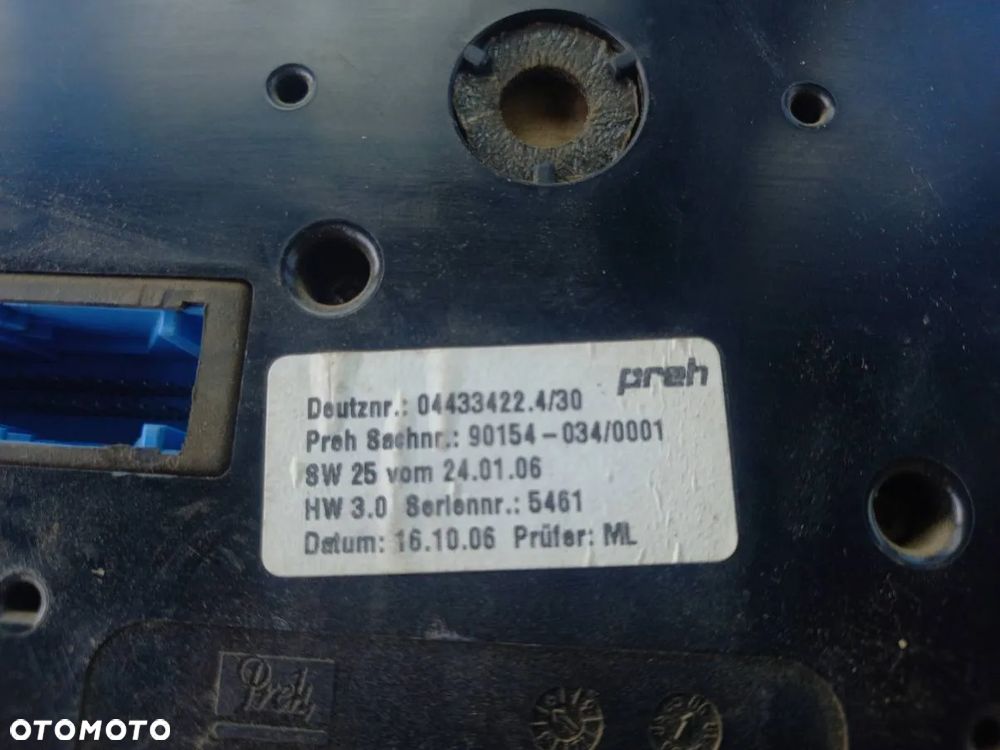 preh
Deutznr.: 04433422.4/30
Preh Sachnr.: 90154-034/0001
SW 25 vom 24.01.06
HW 3.0 Seriennr.: 5461
Datum: 16.10.06 Prüfer: ML
Preh
OTOMOTO